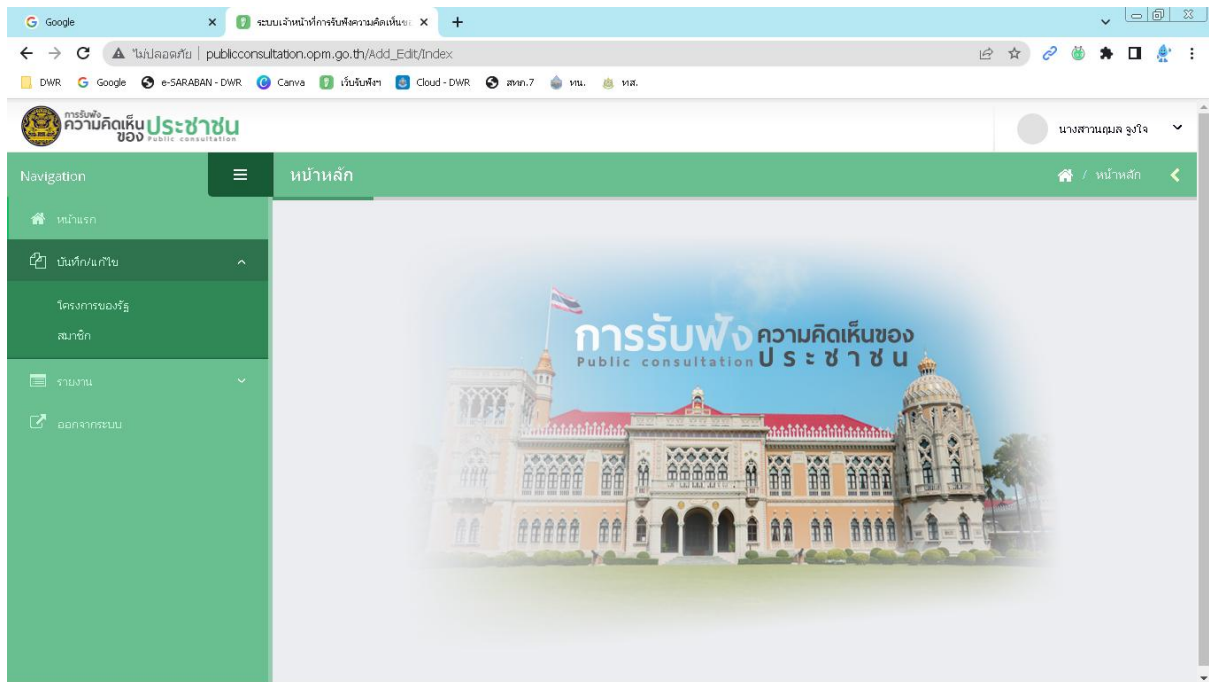 Google
ระบบเจ้าหน้าที่การรับฟังความคิดเห็นขอ
ไม่ปลอดภัย | publicconsultation.opm.go.th/Add_Edit/Index
DWR Google e-SARABAN - DWR Canva เว็บรับฟังฯ Cloud - DWR สทภ.7 ทน. ทส.
การรับฟัง
ความคิดเห็น
ของ
ประชาชน
Public consultation
นางสาวนฤมล จูงใจ
Navigation
หน้าหลัก
/ หน้าหลัก
หน้าแรก
บันทึก/แก้ไข
โครงการของรัฐ
สมาชิก
รายงาน
ออกจากระบบ
การรับฟัง ความคิดเห็นของ
Public consultation ประชาชน